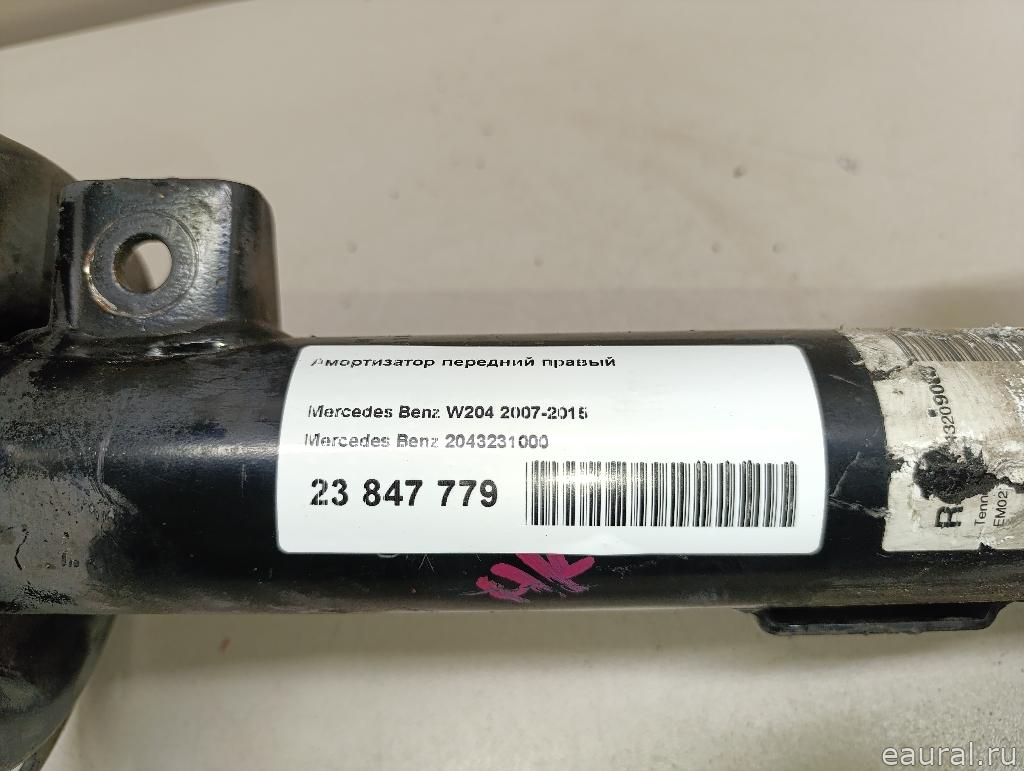 Амортизатор передний правый
Mercedes Benz W204 2007-2015
Mercedes Benz 2043231000
23 847 779
eaural.ru